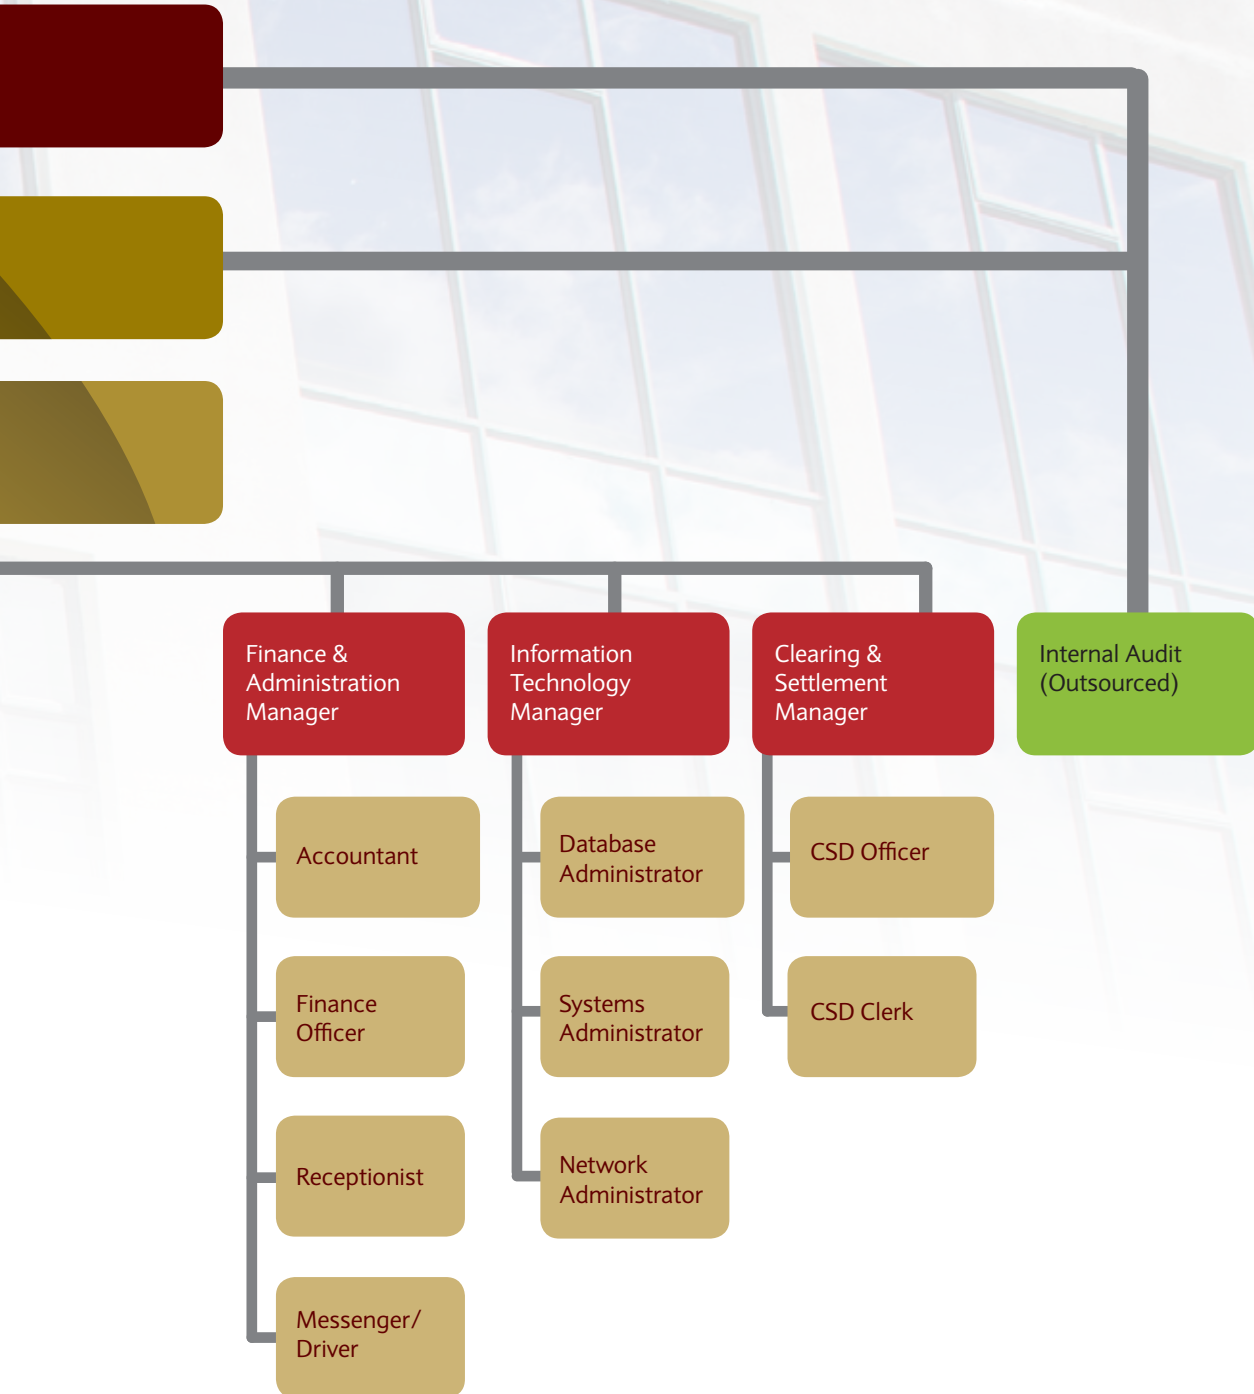 Finance &
Administration
Manager
Information
Technology
Manager
Clearing &
Settlement
Manager
Internal Audit
(Outsourced)
Accountant
Finance
Officer
Receptionist
Messenger/
Driver
Database
Administrator
Systems
Administrator
Network
Administrator
CSD Officer
CSD Clerk